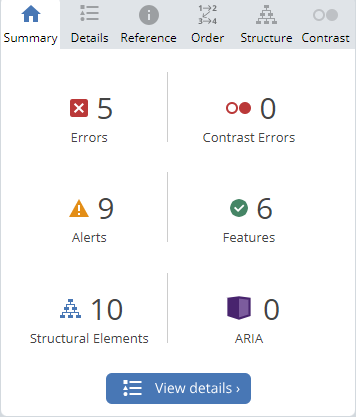 Summary Details Reference Order Structure Contrast
5 0
Errors Contrast Errors
9 6
Alerts Features
10 0
Structural Elements ARIA
View details ›